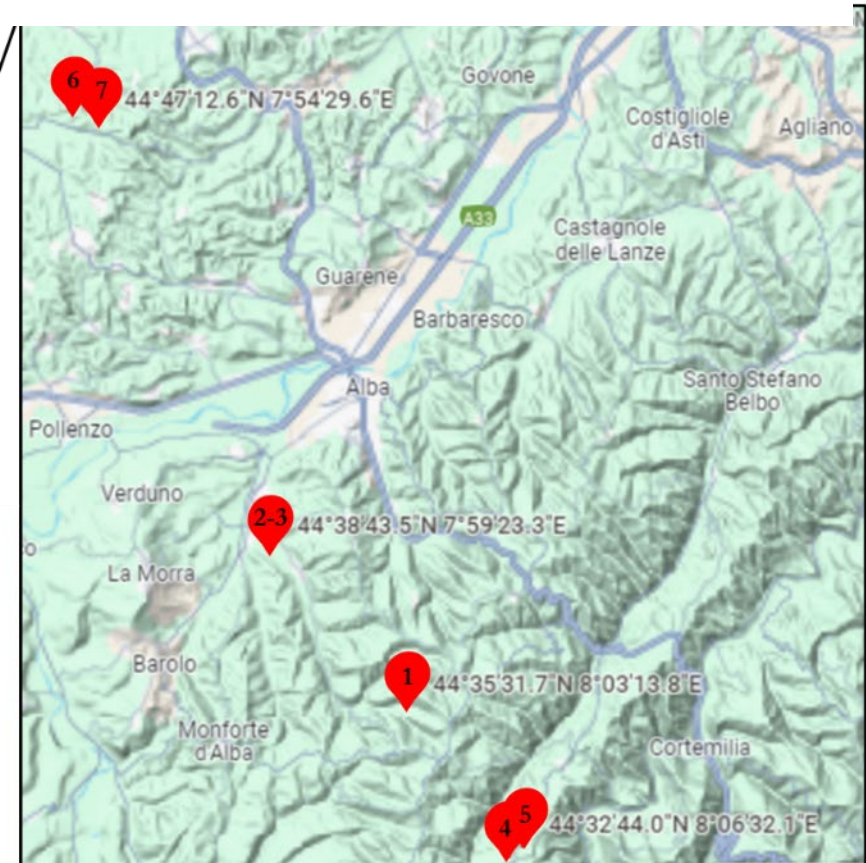 Govone
6
7
44°47'12.6"N 7°54'29.6"E
Costigliole
d'Asti
Agliano
A33
Castagnole
delle Lanze
Guarene
Barbaresco
Alba
Santo Stefano
Belbo
Pollenzo
Verduno
2-3
44°38'43.5"N 7°59'23.3"E
o
La Morra
Barolo
1
44°35'31.7"N 8°03'13.8"E
Monforte
d'Alba
Cortemilia
4
5
44°32'44.0"N 8°06'32.1"E